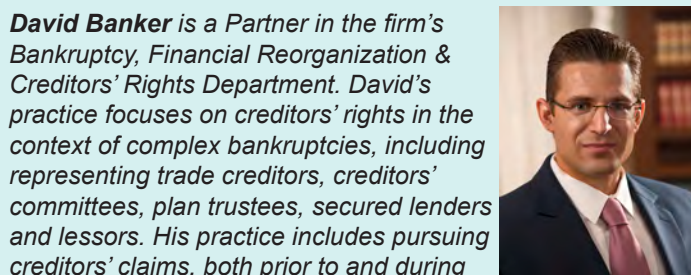 David Banker is a Partner in the firm's
Bankruptcy, Financial Reorganization &
Creditors' Rights Department. David's
practice focuses on creditors' rights in the
context of complex bankruptcies, including
representing trade creditors, creditors'
committees, plan trustees, secured lenders
and lessors. His practice includes pursuing
creditors' claims, both prior to and during